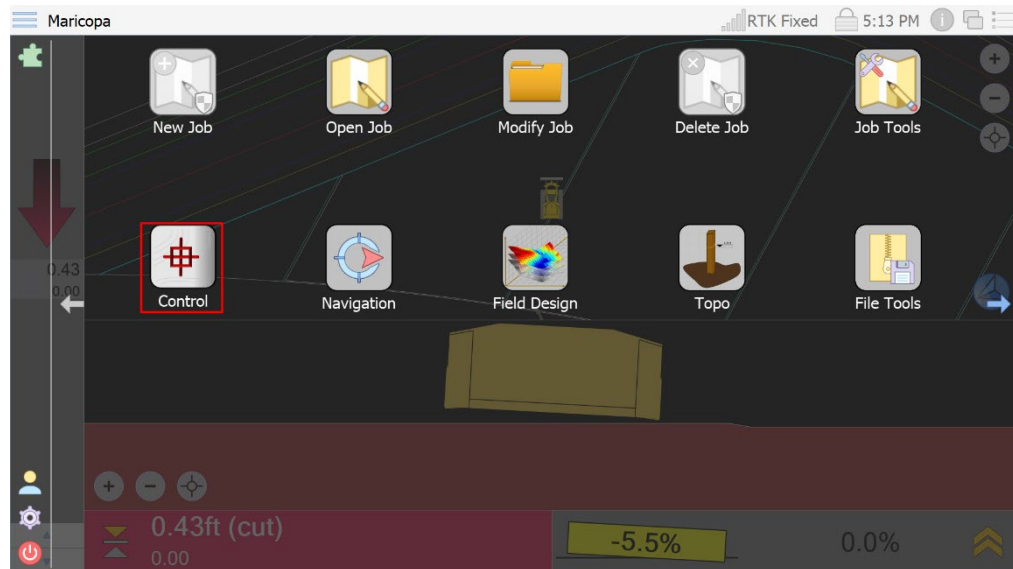 Maricopa
RTK Fixed
5:13 PM
New Job
Open Job
Modify Job
Delete Job
Job Tools
Control
Navigation
Field Design
Topo
File Tools
0.43
0.00
0.43ft (cut)
0.00
-5.5%
0.0%